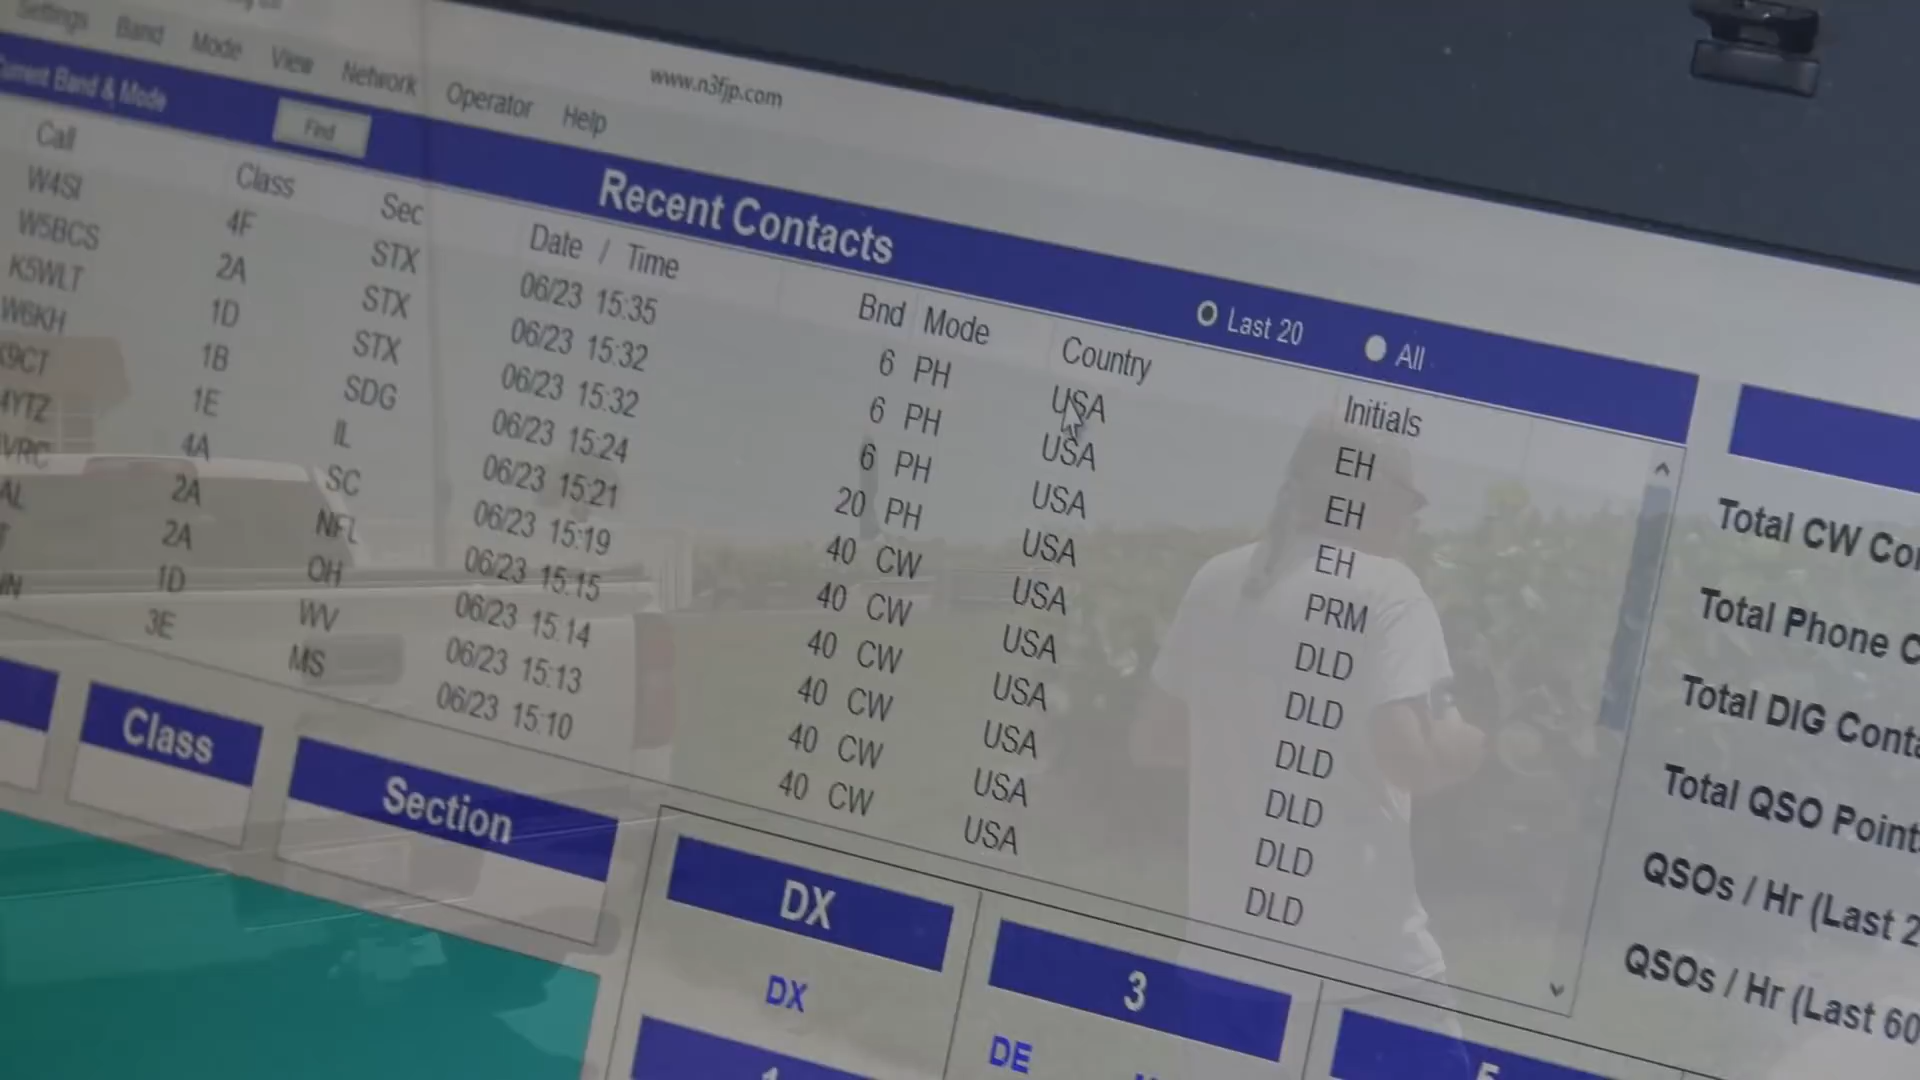 Settings Band Mode View Network Operator Help www.n3fjp.com
Current Band & Mode Find Recent Contacts Last 20 All
Call Class Sec Date / Time Bnd Mode Country Initials
W4SI 4F STX 06/23 15:35 6 PH USA EH
W5BCS 2A STX 06/23 15:32 6 PH USA EH
K5WLT 1D STX 06/23 15:32 6 PH USA EH
W6KH 1B SDG 06/23 15:24 20 PH USA PRM
K9CT 1E IL 06/23 15:21 40 CW USA DLD
4YTZ 4A SC 06/23 15:19 40 CW USA DLD
VRC 2A NFL 06/23 15:15 40 CW USA DLD
AL 2A OH 06/23 15:14 40 CW USA DLD
1D WV 06/23 15:13 40 CW USA DLD
3E MS 06/23 15:10 40 CW USA DLD
Total CW Co
Total Phone C
Total DIG Conta
Total QSO Point
QSOs / Hr (Last 2
QSOs / Hr (Last 60
Class Section
DX 3 5
DX DE
1